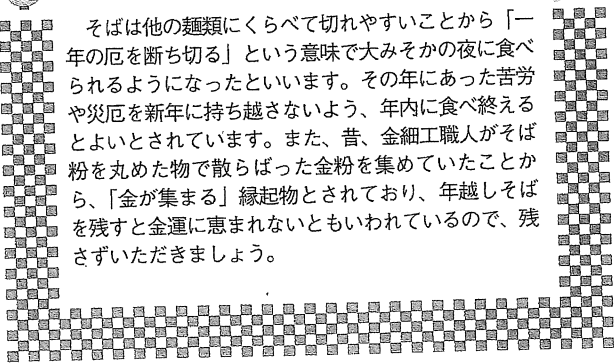 そばは他の麺類にくらべて切れやすいことから「一
年の厄を断ち切る」という意味で大みそかの夜に食べ
られるようになったといいます。その年にあった苦労
や災厄を新年に持ち越さないよう、年内に食べ終える
とよいとされています。また、昔、金細工職人がそば
粉を丸めた物で散らばった金粉を集めていたことか
ら、「金が集まる」縁起物とされており、年越しそば
を残すと金運に恵まれないともいわれているので、残
さずいただきましょう。